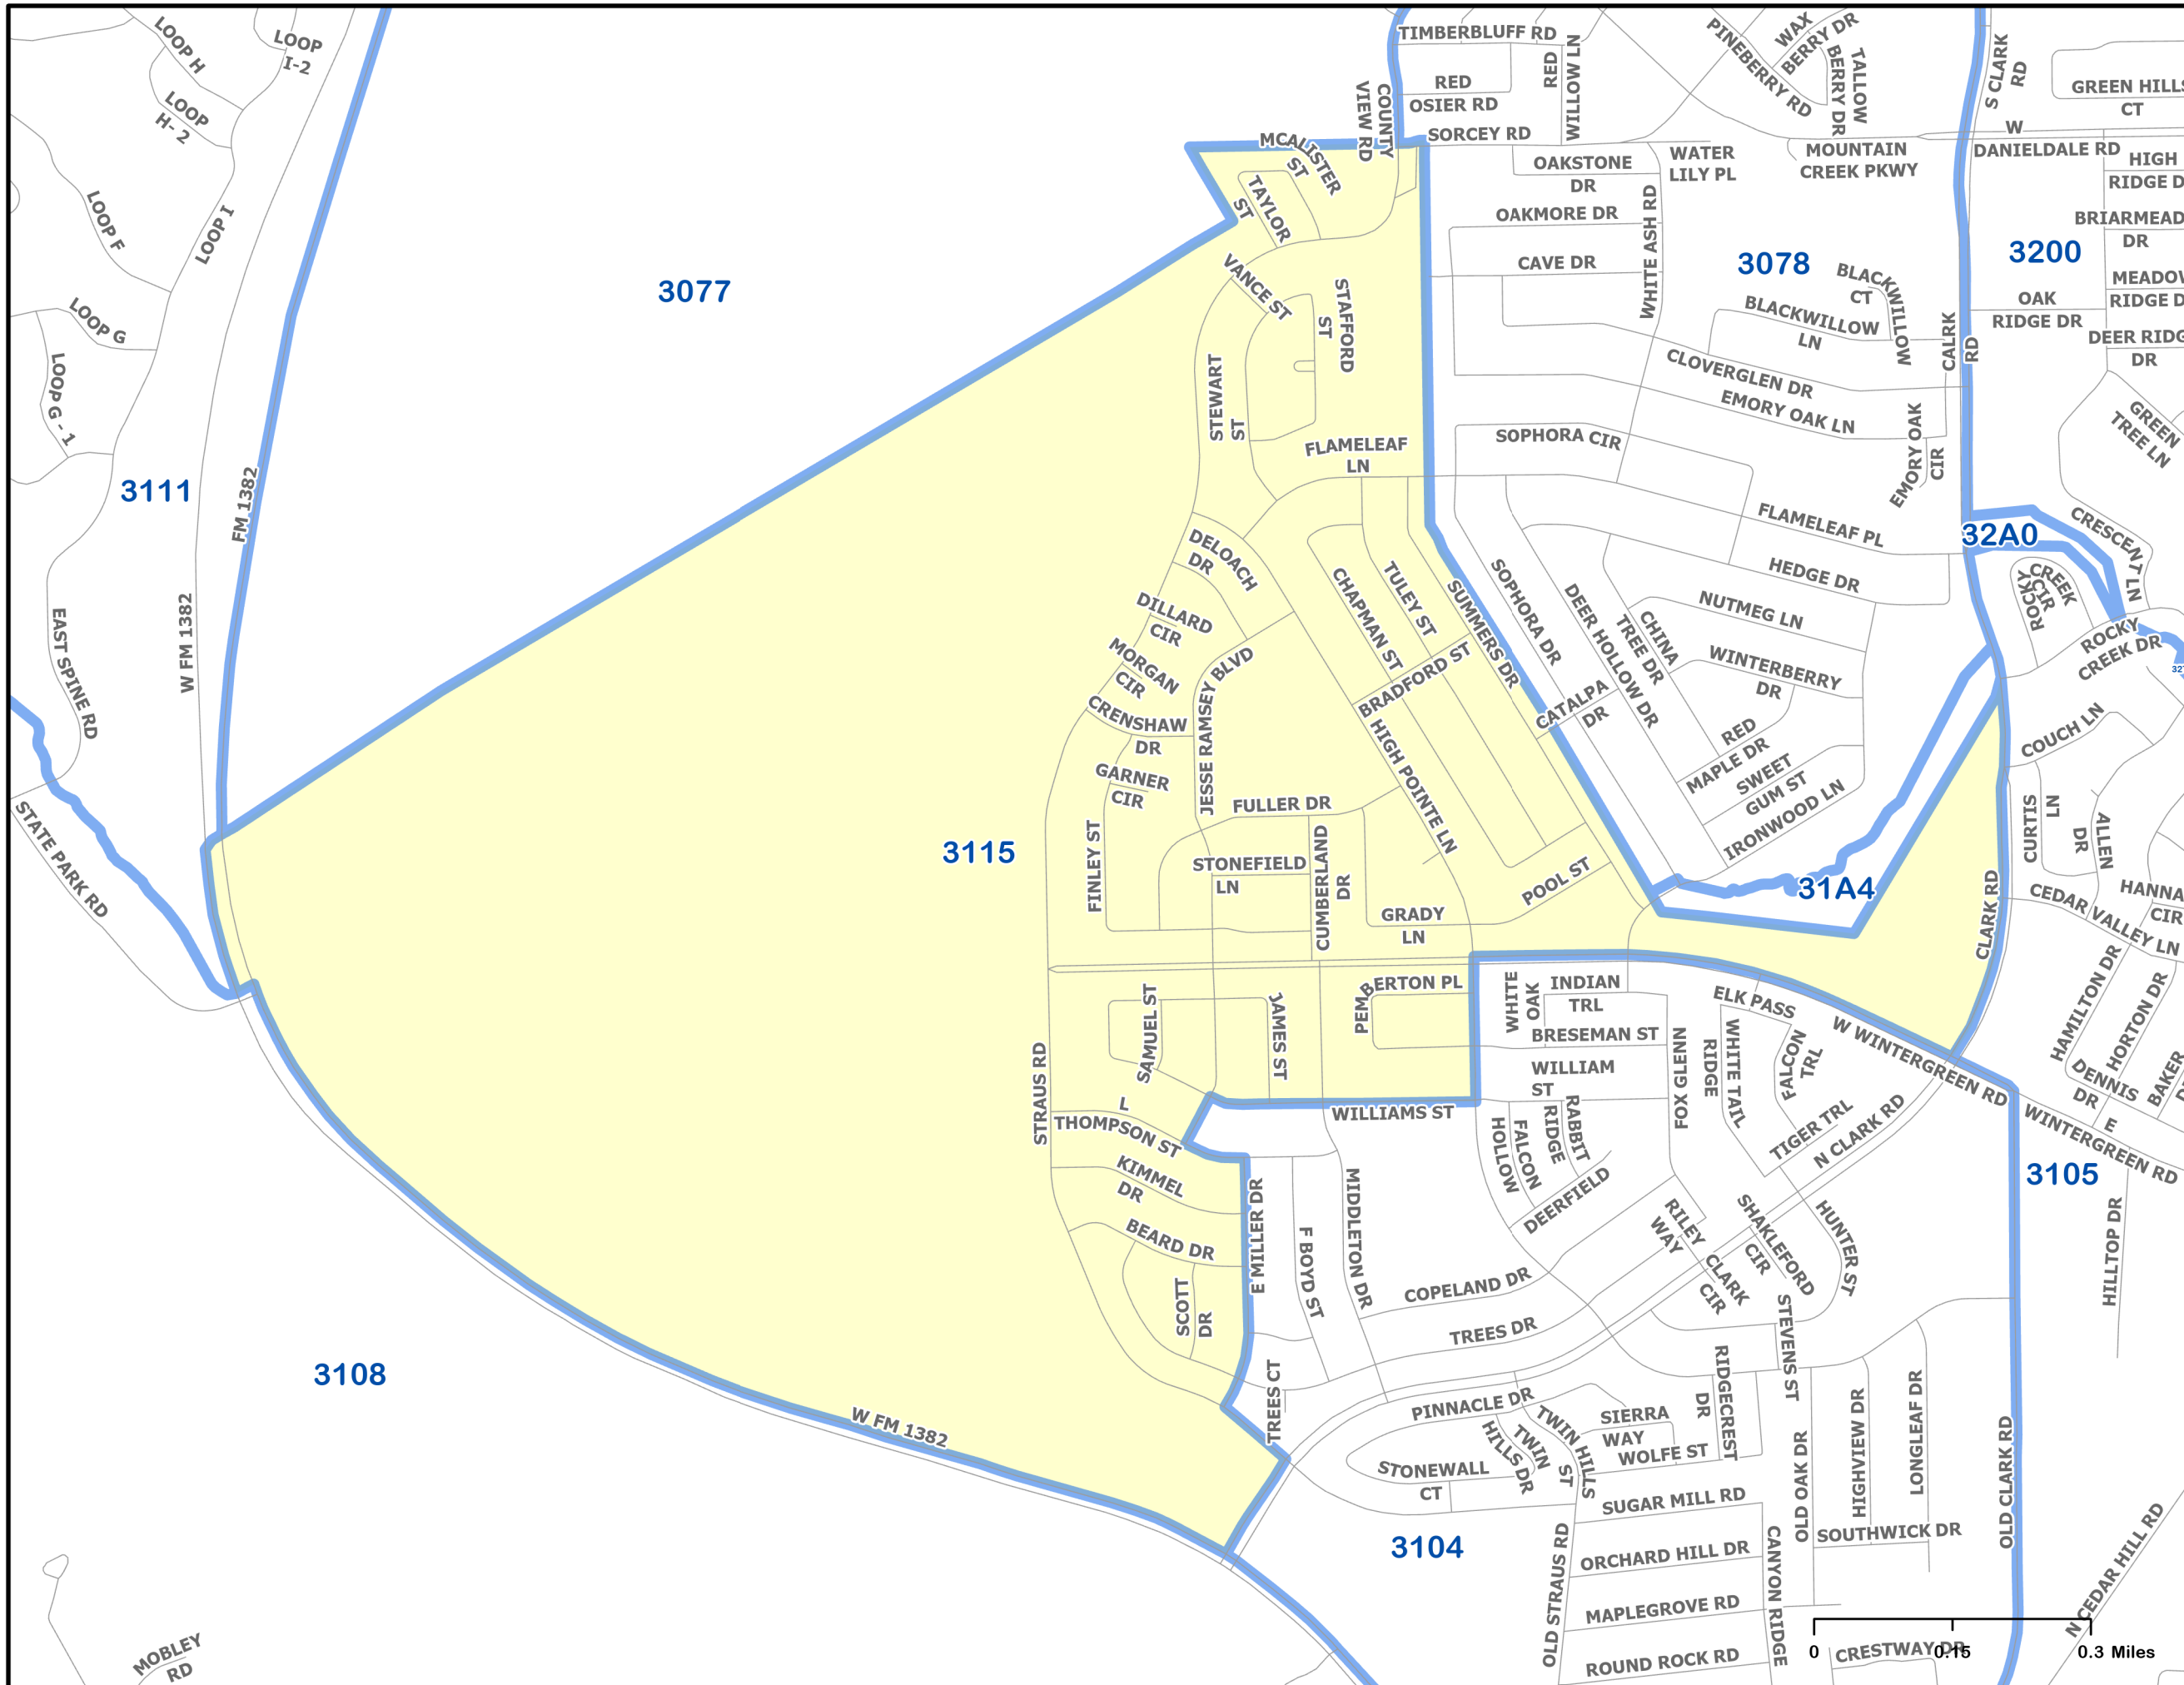 LOOP H
LOOP
I-2
LOOP
H- 2
LOOP F
LOOP I
LOOP G
LOOP G - 1
3111
FM 1382
W FM 1382
EAST SPINE RD
STATE PARK RD
3077
TIMBERBLUFF RD
RED
OSIER RD
RED
WILLOW LN
COUNTY
VIEW RD
SORCEY RD
PINEBERRY RD
WAX
BERRY DR
TALLOW
BERRY DR
S CLARK
RD
GREEN HILLS
CT
W
DANIELDALE RD
MOUNTAIN
CREEK PKWY
WATER
LILY PL
HIGH
RIDGE D
BRIARMEAD
DR
MEADOW
RIDGE D
DEER RIDG
DR
OAK
RIDGE DR
3200
3078
OAKSTONE
DR
OAKMORE DR
CAVE DR
WHITE ASH RD
BLACKWILLOW
CT
BLACKWILLOW
LN
CALRK
RD
CLOVERGLEN DR
EMORY OAK LN
EMORY OAK
CIR
SOPHORA CIR
FLAMELEAF PL
HEDGE DR
GREEN
TREE LN
CRESCENT LN
32A0
ROCKY
CREEK
CIR
ROCKY
CREEK DR
32
MCALISTER
ST
TAYLOR
ST
VANCE ST
STAFFORD
ST
STEWART
ST
FLAMELEAF
LN
DELOACH
DR
DILLARD
CIR
MORGAN
CIR
CRENSHAW
DR
GARNER
CIR
JESSE RAMSEY BLVD
CHAPMAN ST
TULEY ST
SUMMERS DR
BRADFORD ST
HIGH POINTE LN
SOPHORA DR
CATALPA
DR
DEER HOLLOW DR
CHINA
TREE DR
NUTMEG LN
WINTERBERRY
DR
RED
MAPLE DR
SWEET
GUM ST
IRONWOOD LN
COUCH LN
CURTIS
LN
ALLEN
DR
HANNA
CIR
CEDAR VALLEY LN
CLARK RD
3115
31A4
FULLER DR
FINLEY ST
STONEFIELD
LN
CUMBERLAND
DR
GRADY
LN
POOL ST
PEMBERTON PL
SAMUEL ST
JAMES ST
STRAUS RD
L
THOMPSON ST
KIMMEL
DR
BEARD DR
SCOTT
DR
WILLIAMS ST
E MILLER DR
F BOYD ST
MIDDLETON DR
TREES CT
WHITE
OAK
INDIAN
TRL
BRESEMAN ST
WILLIAM
ST
HOLLOW
FALCON
RIDGE
RABBIT
DEERFIELD
FOX GLENN
ELK PASS
RIDGE
WHITE TAIL
FALCON
TRL
TIGER TRL
N CLARK RD
W WINTERGREEN RD
HAMILTON DR
HORTON DR
DENNIS
DR
BAKER
D
E
WINTERGREEN RD
3105
HILLTOP DR
RILEY
WAY
CLARK
CIR
SHAKLEFORD
CIR
HUNTER ST
STEVENS ST
COPELAND DR
TREES DR
PINNACLE DR
TWIN
HILLS DR
TWIN HILLS
ST
SIERRA
WAY
WOLFE ST
RIDGECREST
DR
STONEWALL
CT
SUGAR MILL RD
OLD OAK DR
HIGHVIEW DR
LONGLEAF DR
SOUTHWICK DR
ORCHARD HILL DR
MAPLEGROVE RD
ROUND ROCK RD
OLD STRAUS RD
CANYON RIDGE
OLD CLARK RD
N CEDAR HILL RD
CRESTWAY DR
3104
3108
W FM 1382
MOBLEY
RD
0 0.15 0.3 Miles